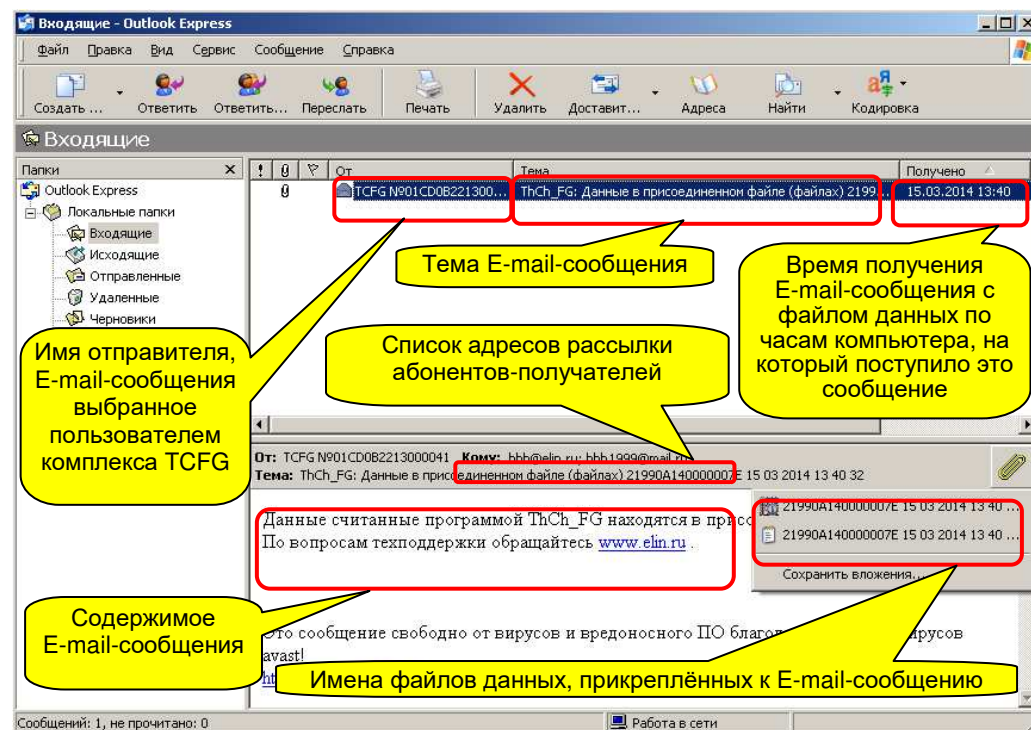 Входящие - Outlook Express
Файл Правка Вид Сервис Сообщение Справка
Создать ... Ответить Ответить... Переслать Печать Удалить Доставит... Адреса Найти Кодировка
Входящие
Папки
! От Тема Получено
Outlook Express
TCFG №01CD0B221300... ThCh_FG: Данные в присоединенном файле (файлах) 2199... 15.03.2014 13:40
Локальные папки
Входящие
Исходящие
Отправленные
Удаленные
Черновики
Тема E-mail-сообщения
Время получения
E-mail-сообщения с
файлом данных по
часам компьютера, на
который поступило это
сообщение
Имя отправителя,
E-mail-сообщения
выбранное
пользователем
комплекса TCFG
Список адресов рассылки
абонентов-получателей
От: TCFG №01CD0B2213000041 Кому: bbb@elin.ru; bbb1999@mail.ru
Тема: ThCh_FG: Данные в присоединенном файле (файлах) 21990A140000007E 15 03 2014 13 40 32
21990A140000007E 15 03 2014 13 40 ...
21990A140000007E 15 03 2014 13 40 ...
Сохранить вложения...
Данные считанные программой ThCh_FG находятся в
По вопросам техподдержки обращайтесь www.elin.ru .
Содержимое
E-mail-сообщения
Это сообщение свободно от вирусов и вредоносного ПО
avast!
Имена файлов данных, прикреплённых к E-mail-сообщению
Сообщений: 1, не прочитано: 0
Работа в сети